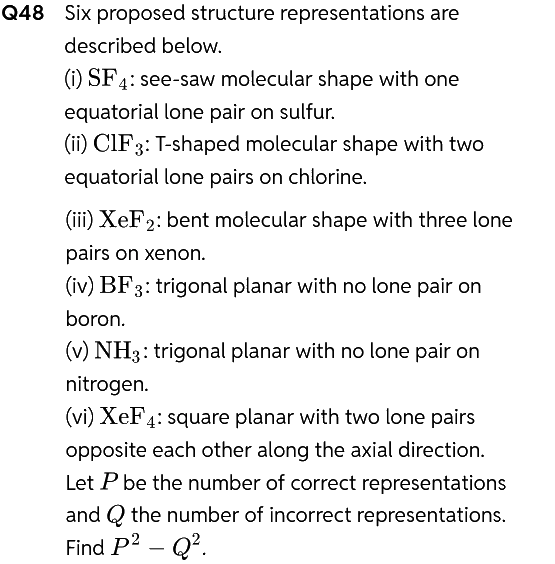 Q48 Six proposed structure representations are
described below.
(i) SF₄: see-saw molecular shape with one
equatorial lone pair on sulfur.
(ii) ClF₃: T-shaped molecular shape with two
equatorial lone pairs on chlorine.
(iii) XeF₂: bent molecular shape with three lone
pairs on xenon.
(iv) BF₃: trigonal planar with no lone pair on
boron.
(v) NH₃: trigonal planar with no lone pair on
nitrogen.
(vi) XeF₄: square planar with two lone pairs
opposite each other along the axial direction.
Let P be the number of correct representations
and Q the number of incorrect representations.
Find P² − Q².